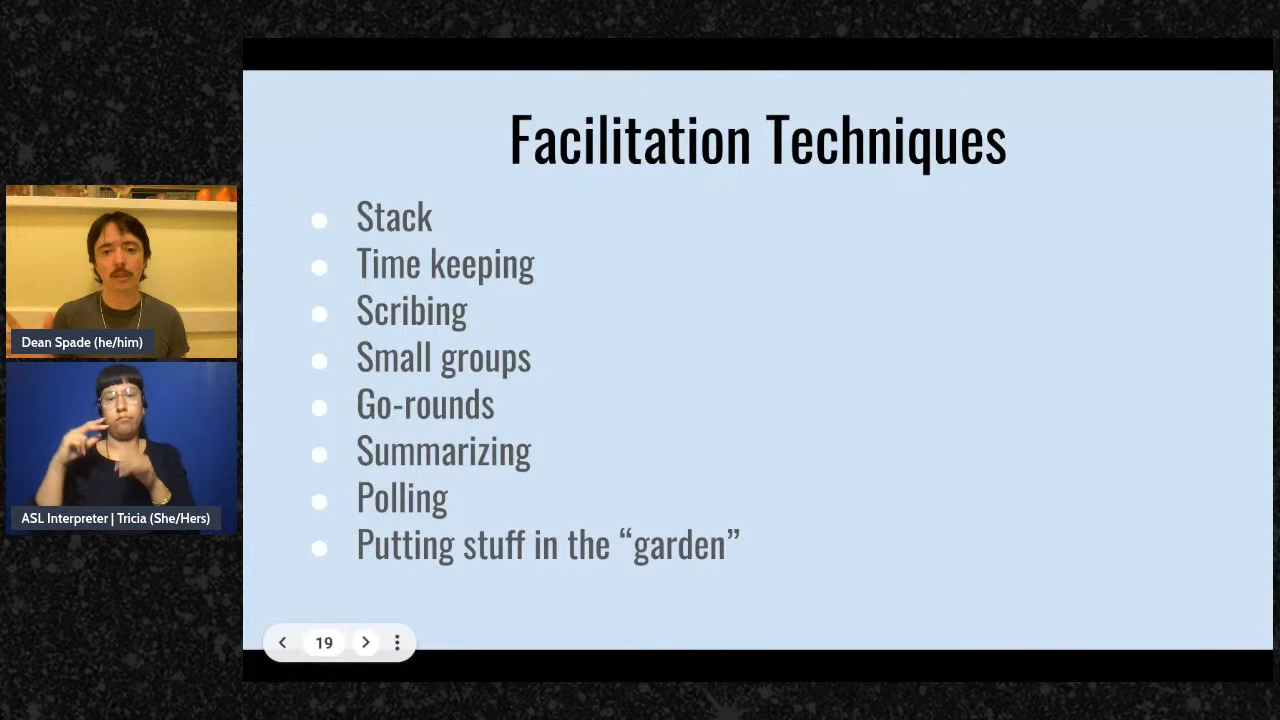 Facilitation Techniques
Stack
Time keeping
Scribing
Small groups
Go-rounds
Summarizing
Polling
Putting stuff in the “garden”
19
Dean Spade (he/him)
ASL Interpreter | Tricia (She/Hers)